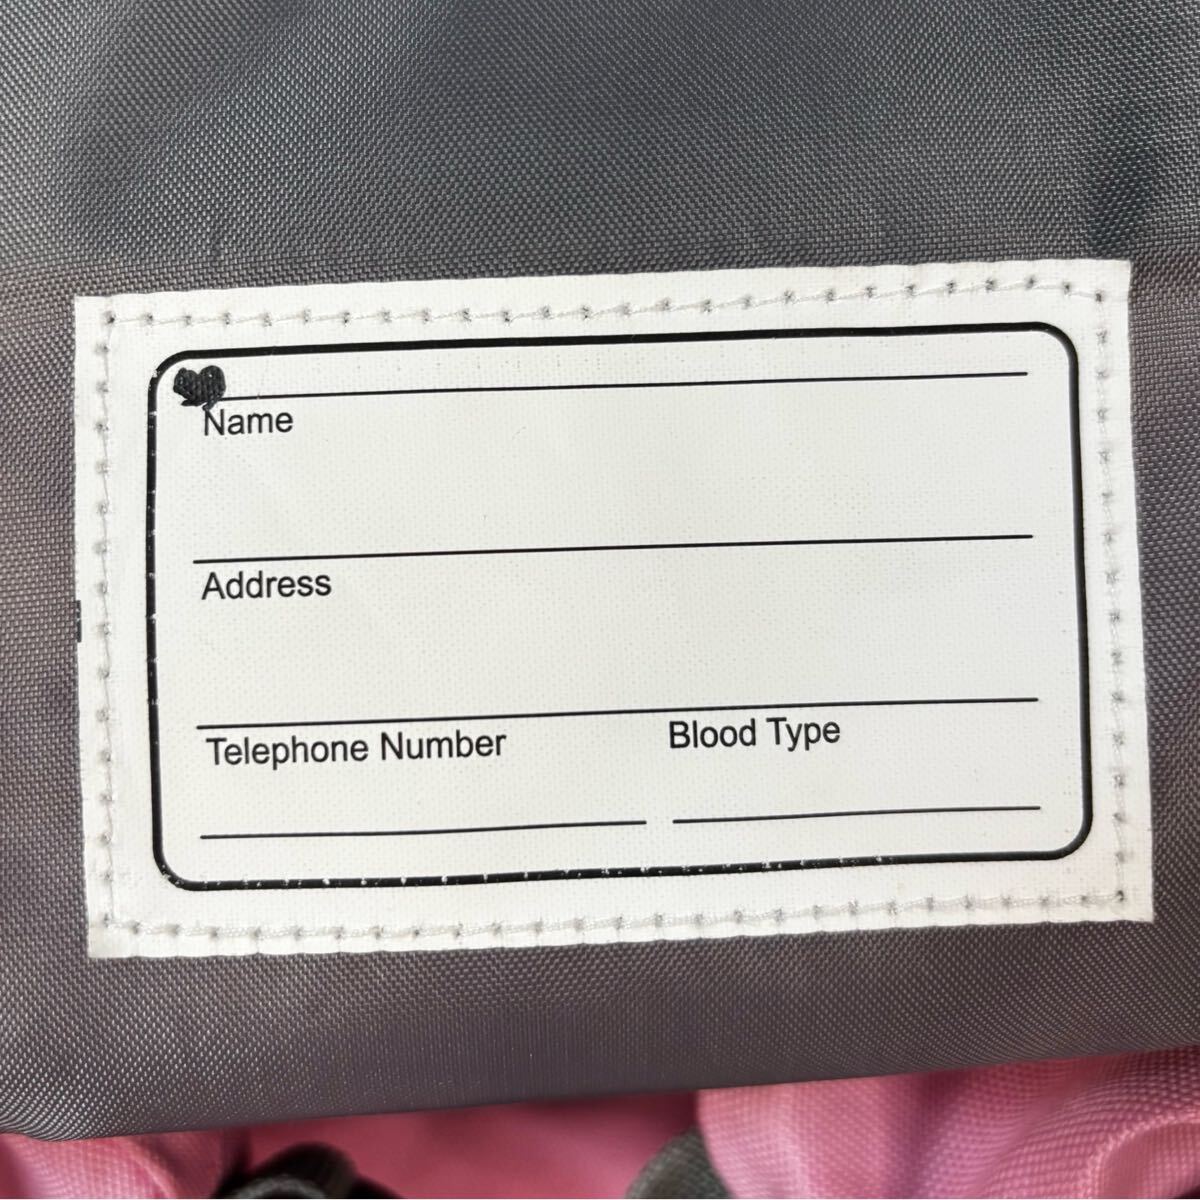 Name
Address
Telephone Number Blood Type